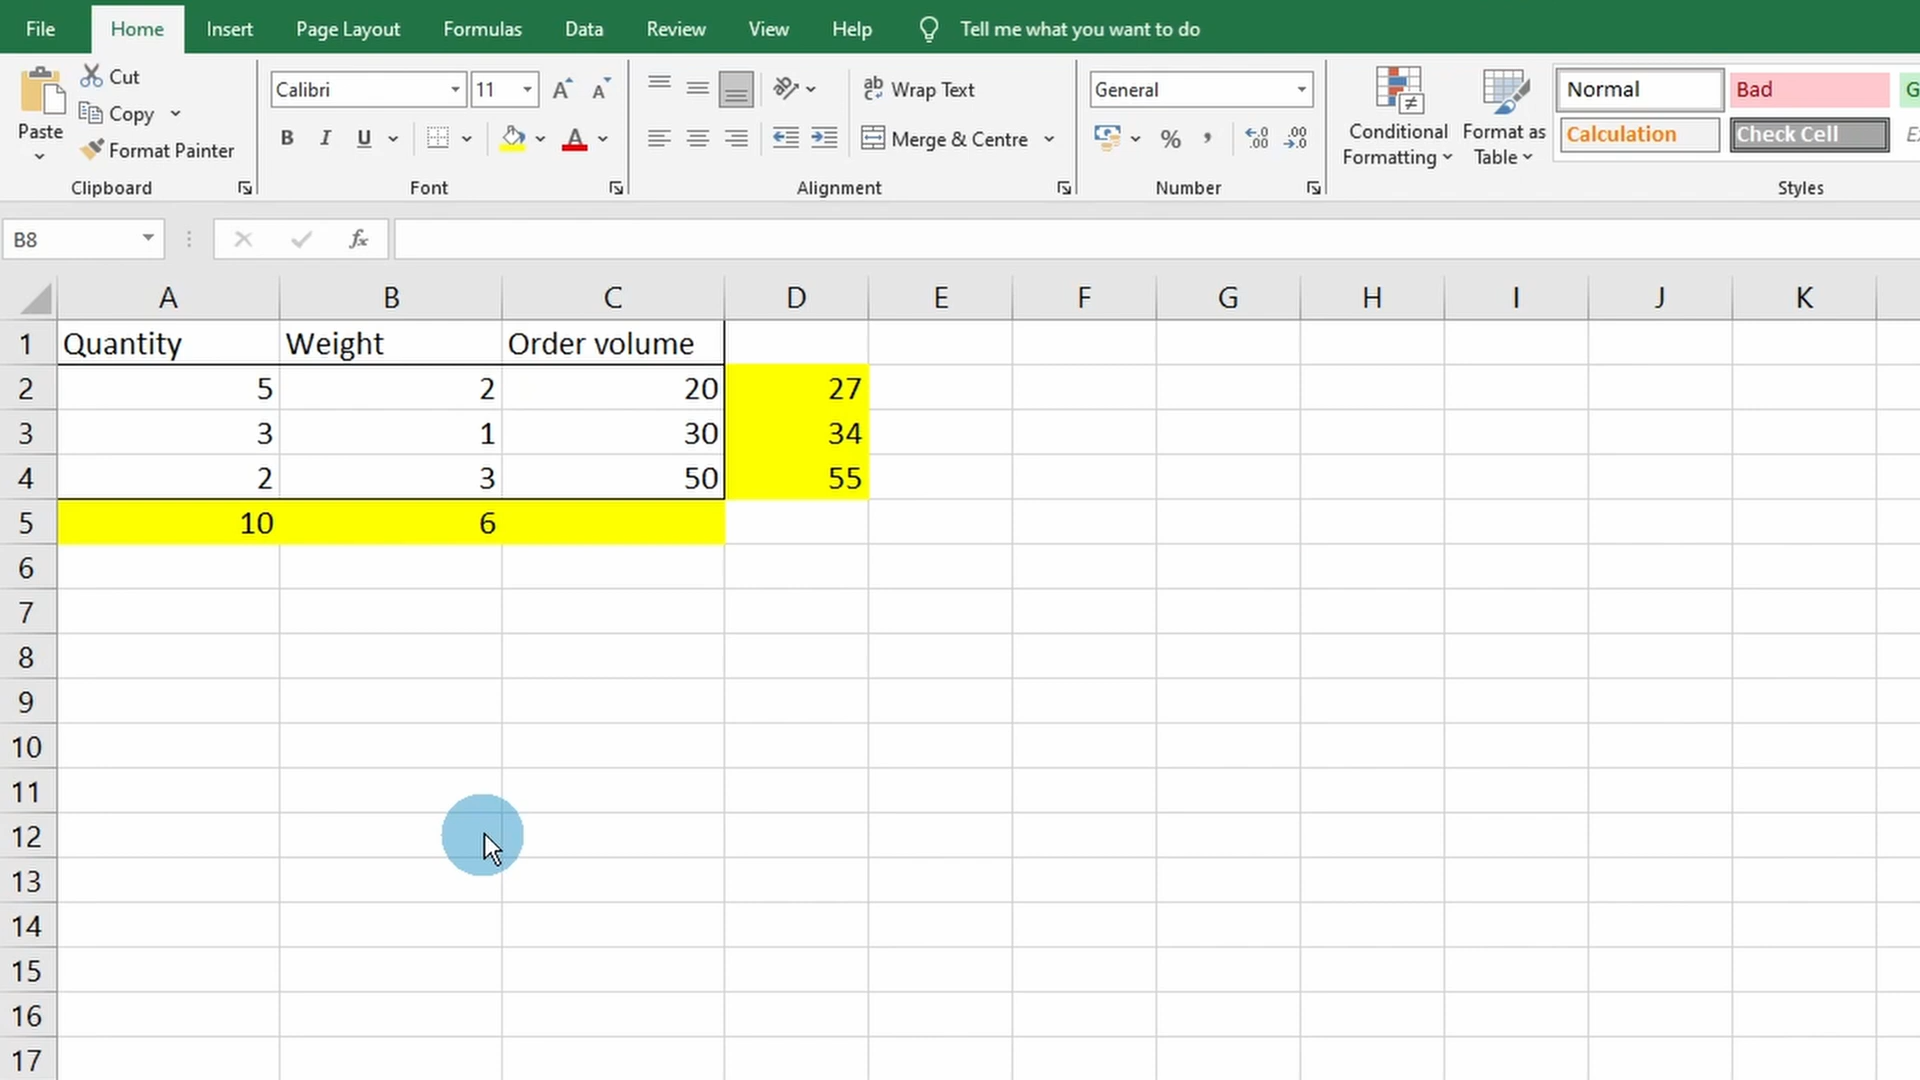 File Home Insert Page Layout Formulas Data Review View Help Tell me what you want to do
Paste Cut Copy Format Painter
Calibri 11
B I U A
Wrap Text
Merge & Centre
General
%
Conditional Formatting
Format as Table
Normal Bad G
Calculation Check Cell
Clipboard Font Alignment Number Styles
B8 fx
A B C D E F G H I J K
1 Quantity Weight Order volume
2 5 2 20 27
3 3 1 30 34
4 2 3 50 55
5 10 6
6
7
8
9
10
11
12
13
14
15
16
17